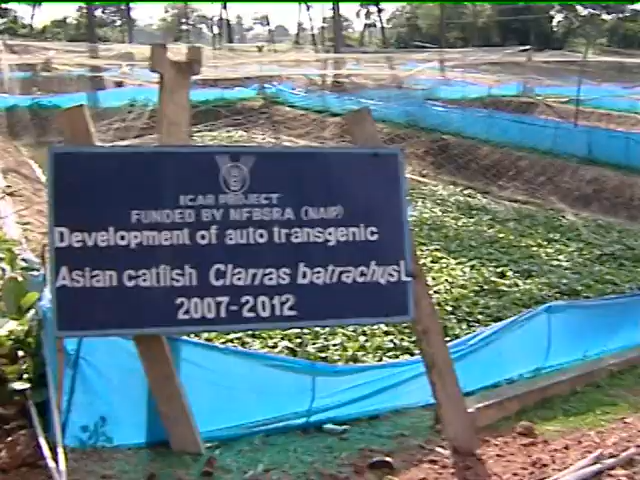 ICAR PROJECT
FUNDED BY NFBSRA (NAIP)
Development of auto transgenic
Asian catfish Clarras batrachus L
2007-2012